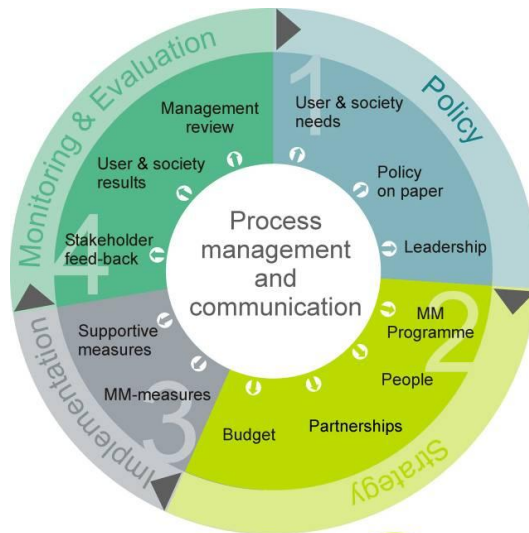 Process
management
and
communication
1
Policy
User & society
needs
Policy
on paper
Leadership
2
Strategy
MM
Programme
People
Partnerships
Budget
3
Implementation
MM-measures
Supportive
measures
4
Monitoring & Evaluation
Stakeholder
feed-back
User & society
results
Management
review